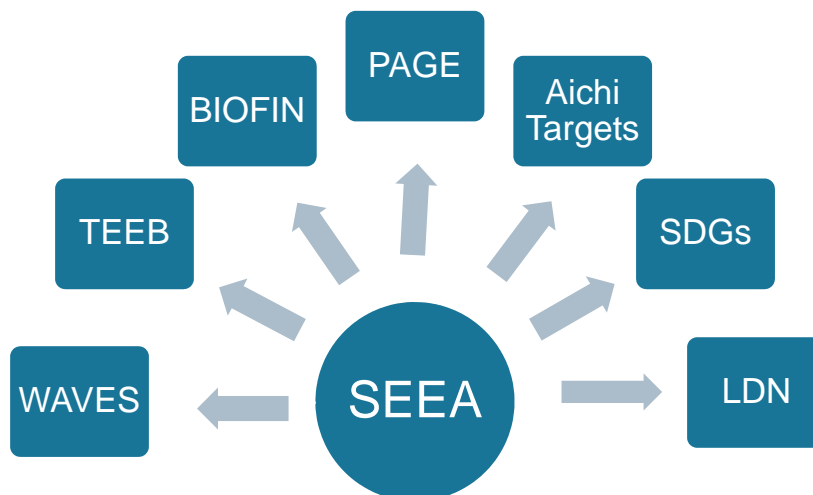 PAGE
BIOFIN
Aichi
Targets
TEEB
SDGs
WAVES
SEEA
LDN